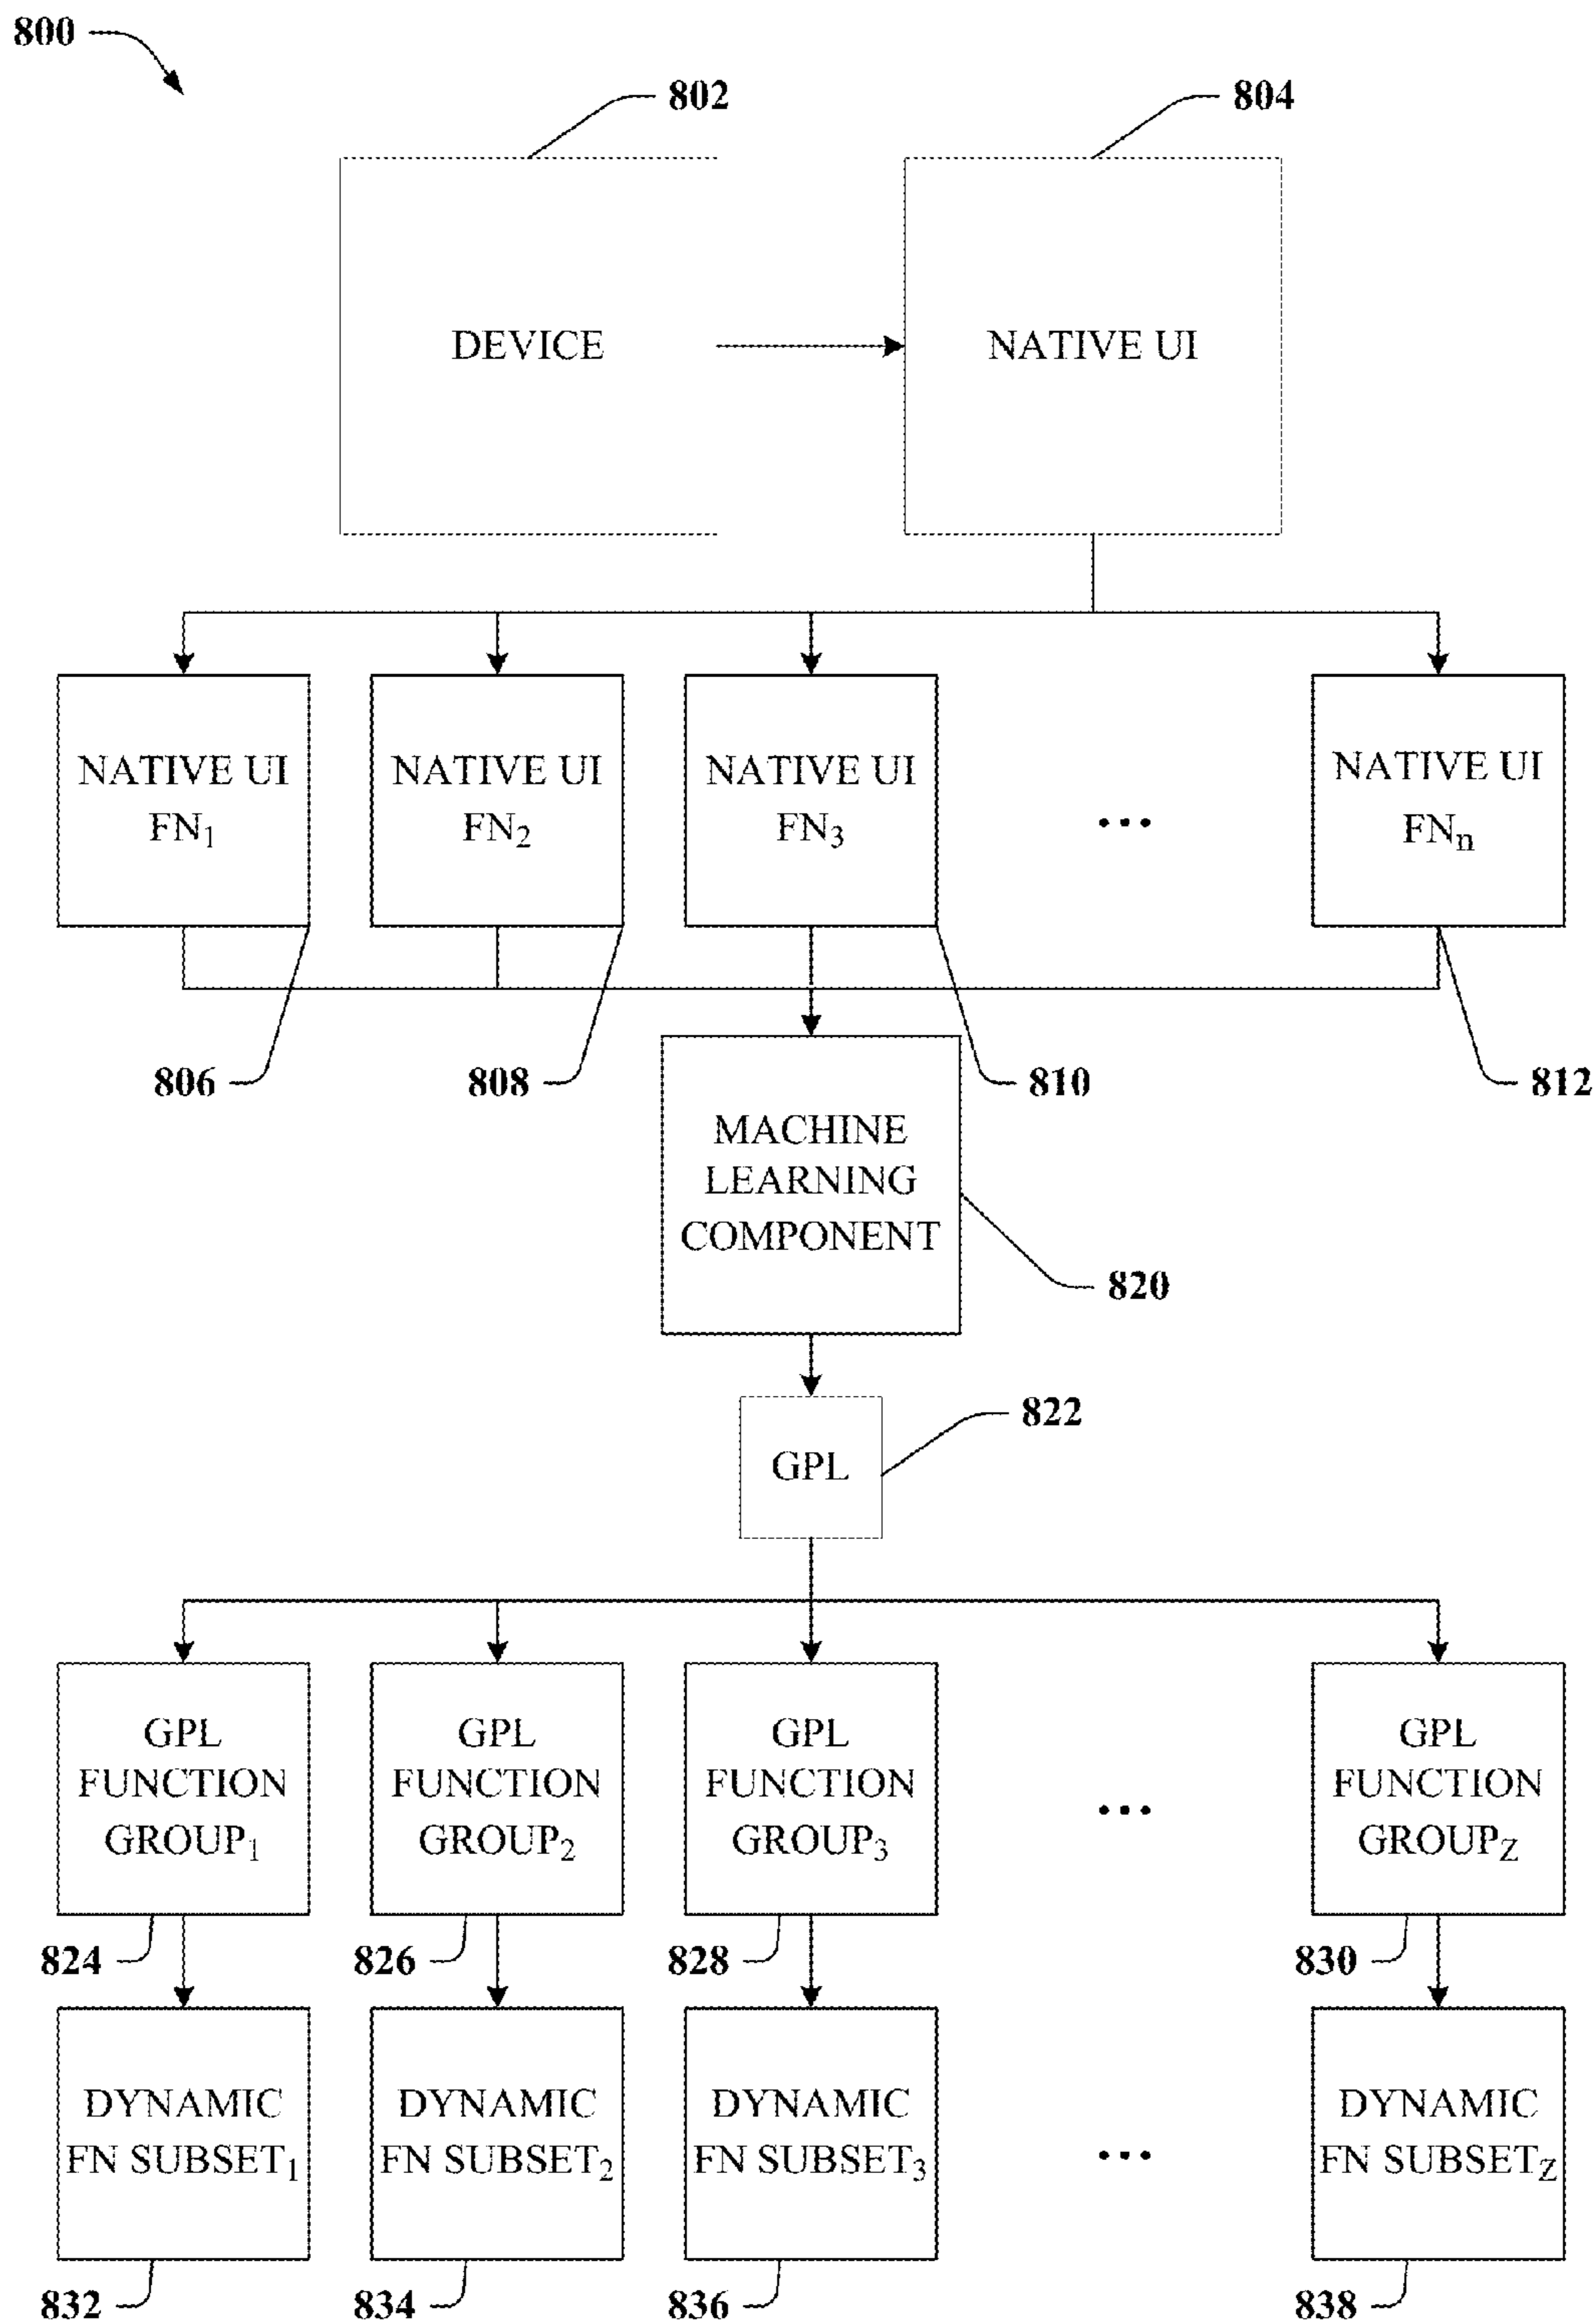 800
802
804
DEVICE
NATIVE UI
NATIVE UI
FN1
NATIVE UI
FN2
NATIVE UI
FN3
...
NATIVE UI
FNn
806
808
810
812
MACHINE
LEARNING
COMPONENT
820
822
GPL
GPL
FUNCTION
GROUP1
GPL
FUNCTION
GROUP2
GPL
FUNCTION
GROUP3
...
GPL
FUNCTION
GROUPZ
824
826
828
830
DYNAMIC
FN SUBSET1
DYNAMIC
FN SUBSET2
DYNAMIC
FN SUBSET3
...
DYNAMIC
FN SUBSETZ
832
834
836
838